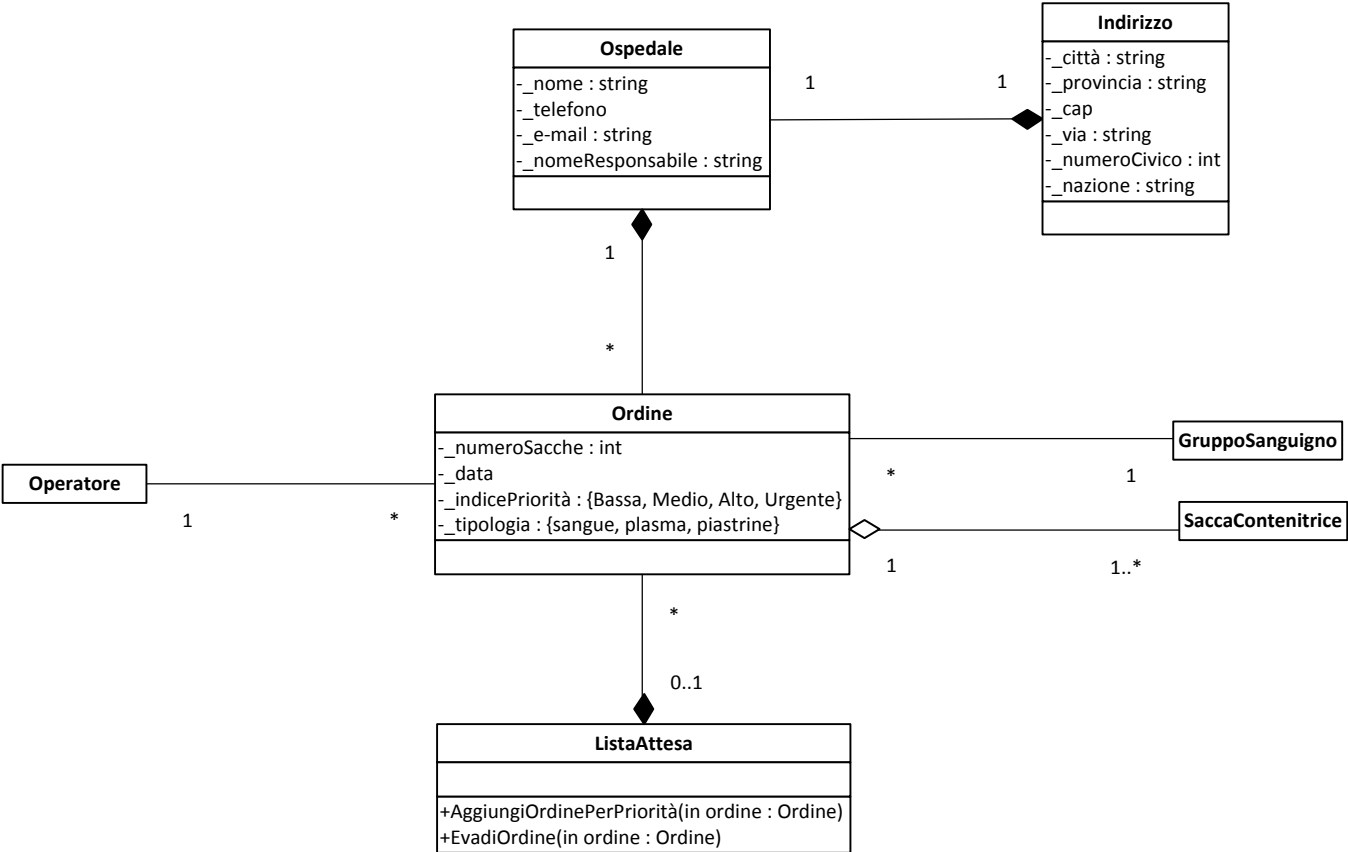 Indirizzo
-_città : string
-_provincia : string
-_cap
-_via : string
-_numeroCivico : int
-_nazione : string
Ospedale
-_nome : string
-_telefono
-_e-mail : string
-_nomeResponsabile : string
1
1
1
*
Ordine
-_numeroSacche : int
-_data
-_indicePriorità : {Bassa, Medio, Alto, Urgente}
-_tipologia : {sangue, plasma, piastrine}
Operatore
1
*
GruppoSanguigno
*
1
SaccaContenitrice
1
1..*
*
0..1
ListaAttesa
+AggiungiOrdinePerPriorità(in ordine : Ordine)
+EvadiOrdine(in ordine : Ordine)